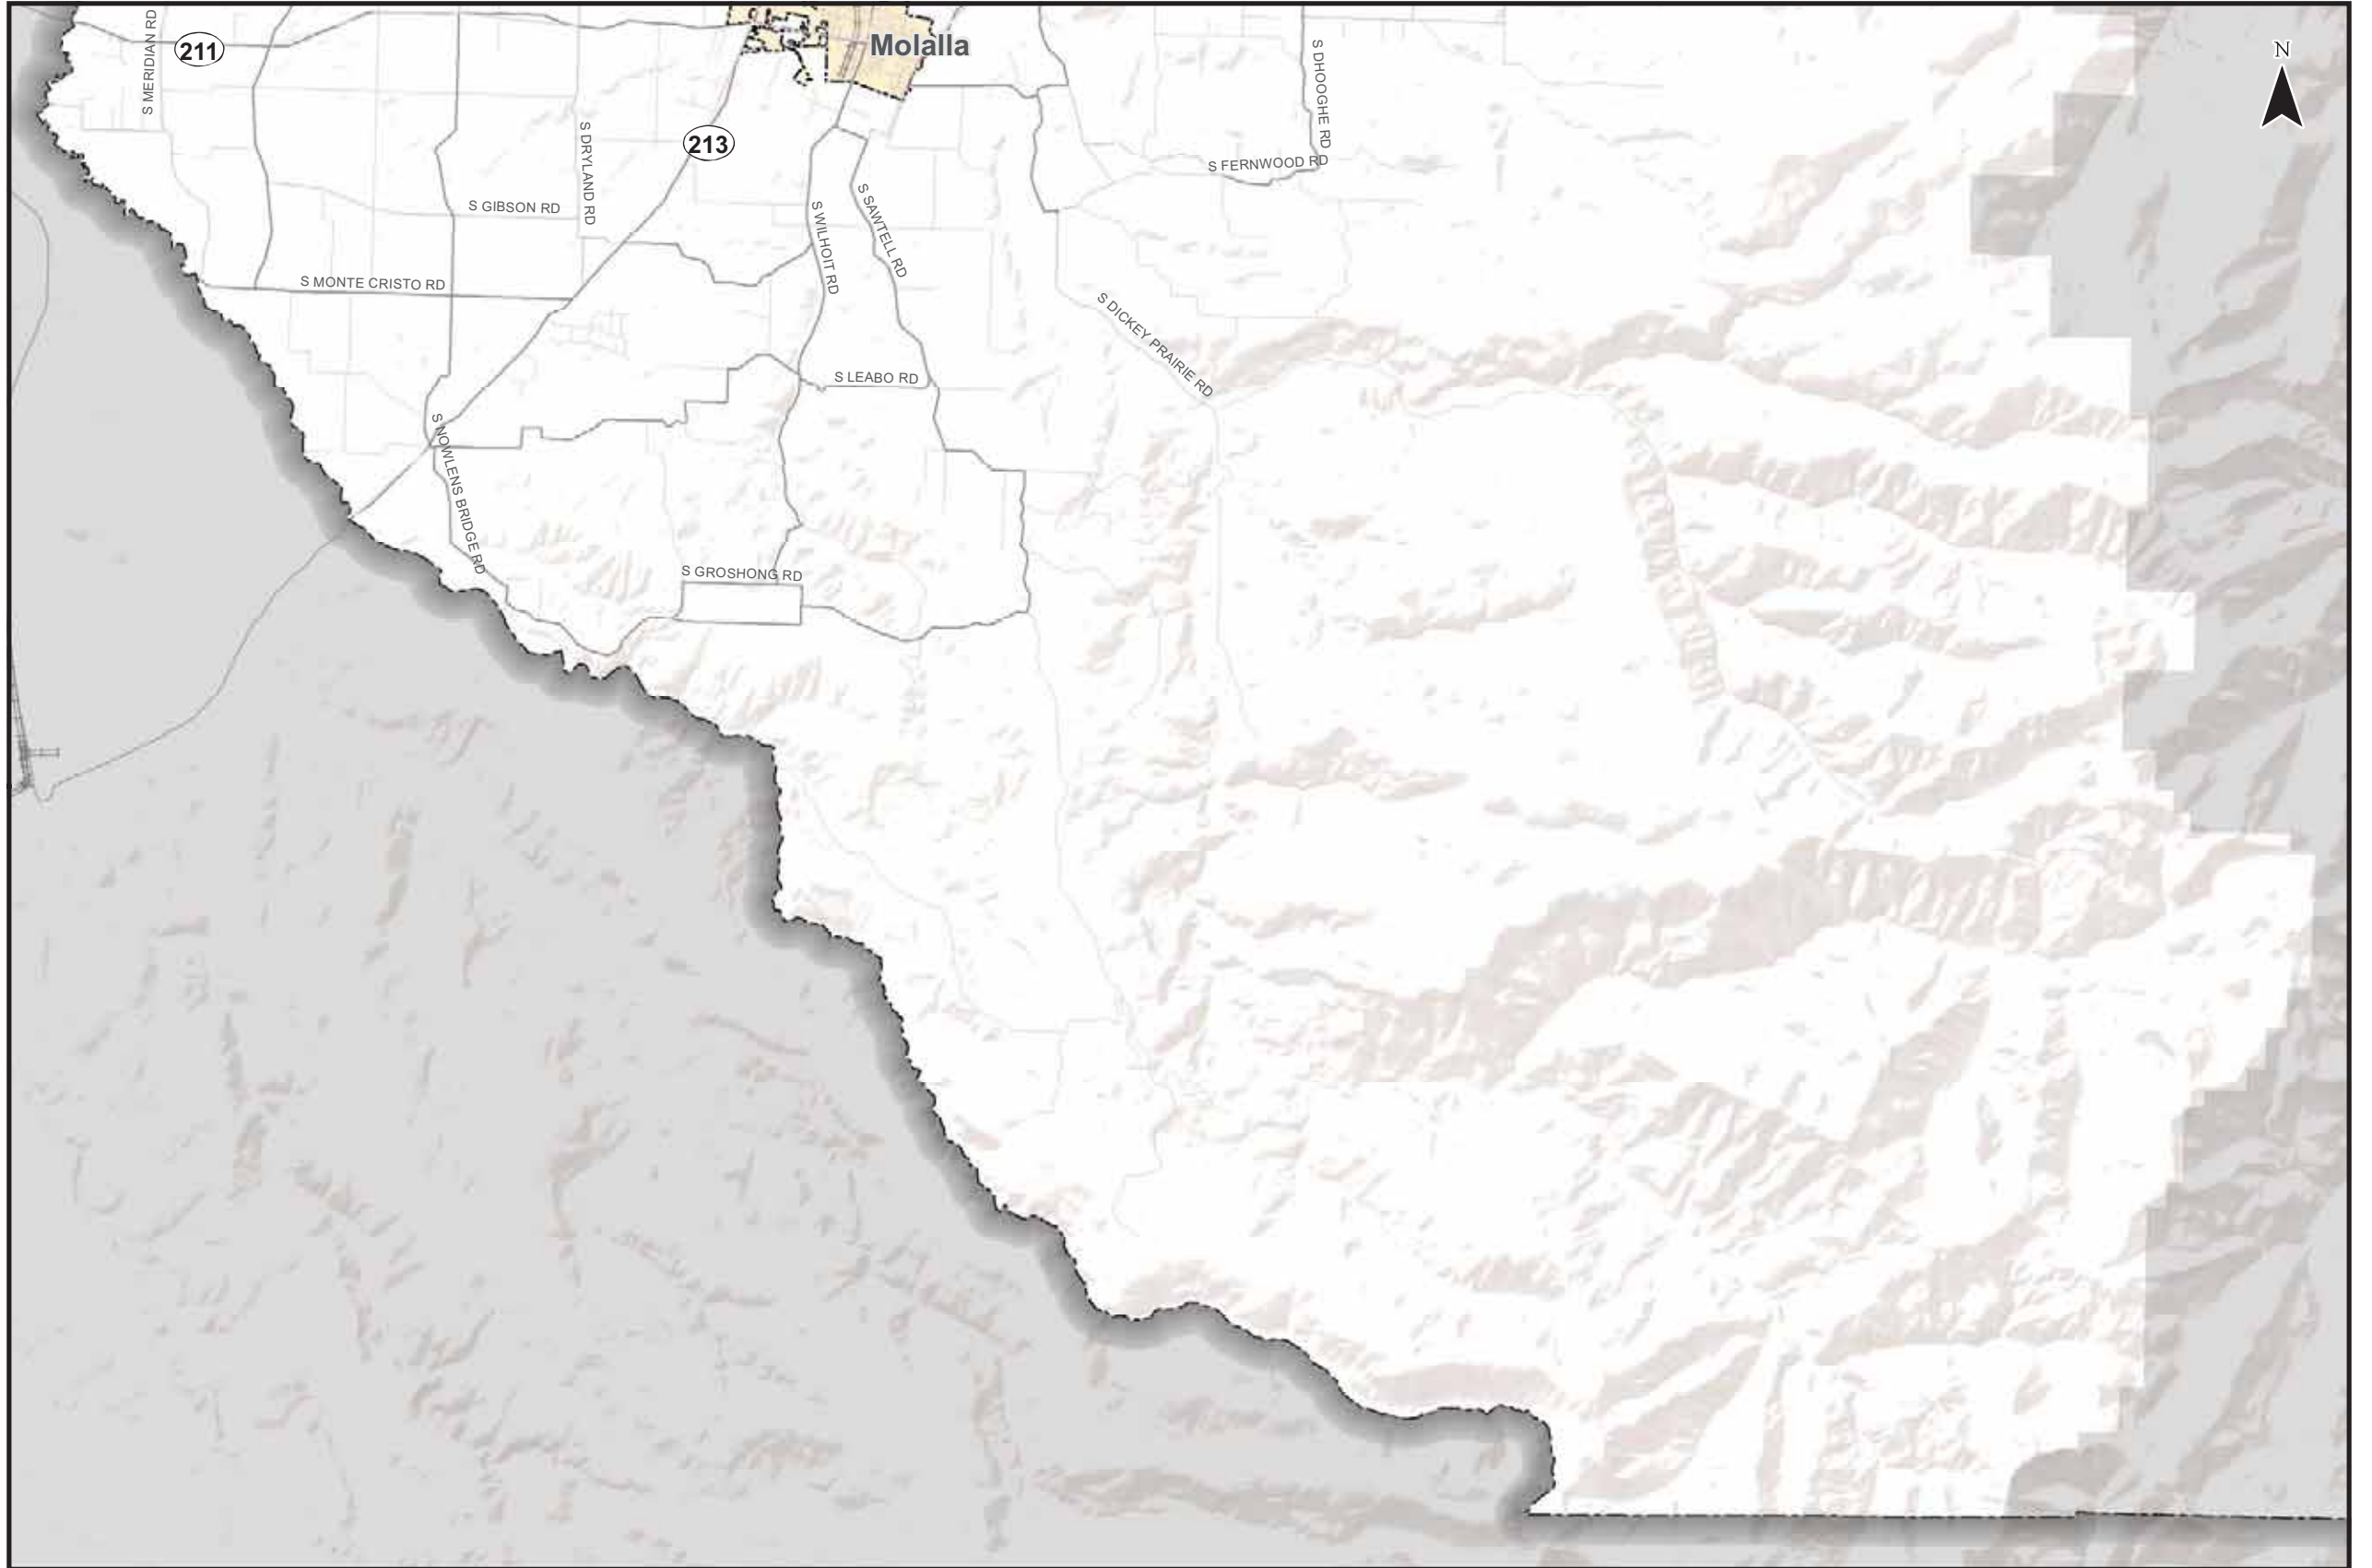 S MERIDIAN RD
211
Molalla
N
S DHOOGHE RD
213
S DRYLAND RD
S FERNWOOD RD
S GIBSON RD
S WILHOIT RD
S SAWTELL RD
S MONTE CRISTO RD
S DICKEY PRAIRIE RD
S LEABO RD
S NOWLENS BRIDGE RD
S GROSHONG RD